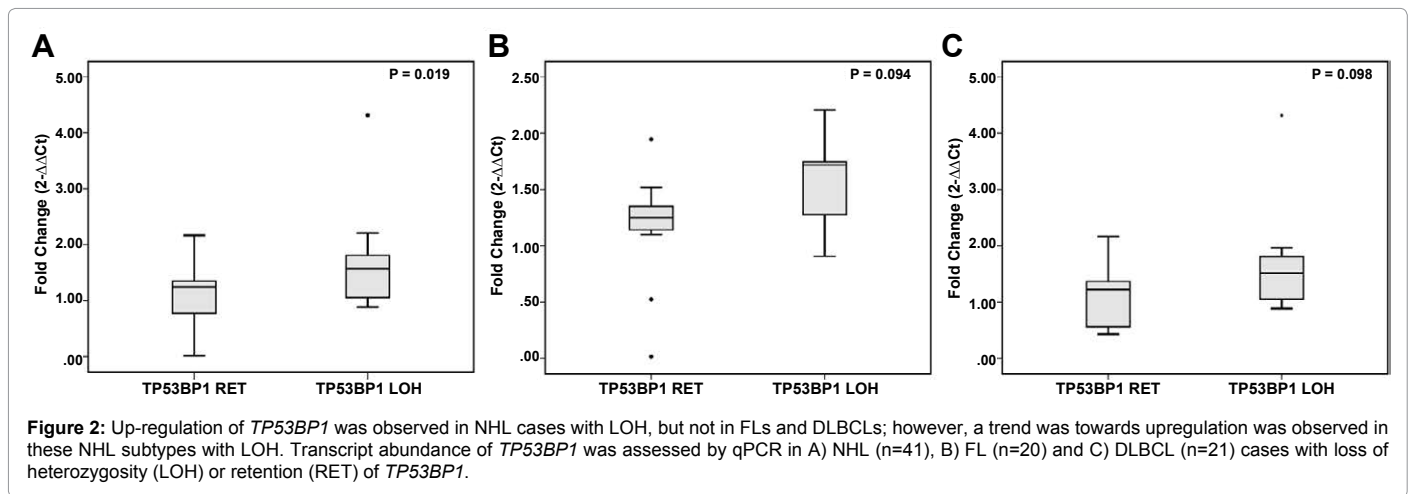 A
P = 0.019
5.00
4.00
3.00
2.00
1.00
.00
Fold Change (2-ΔΔCt)
TP53BP1 RET
TP53BP1 LOH
B
P = 0.094
2.50
2.00
1.50
1.00
.50
.00
Fold Change (2-ΔΔCt)
TP53BP1 RET
TP53BP1 LOH
C
P = 0.098
5.00
4.00
3.00
2.00
1.00
.00
Fold Change (2-ΔΔCt)
TP53BP1 RET
TP53BP1 LOH
Figure 2: Up-regulation of TP53BP1 was observed in NHL cases with LOH, but not in FLs and DLBCLs; however, a trend was towards upregulation was observed in
these NHL subtypes with LOH. Transcript abundance of TP53BP1 was assessed by qPCR in A) NHL (n=41), B) FL (n=20) and C) DLBCL (n=21) cases with loss of
heterozygosity (LOH) or retention (RET) of TP53BP1.